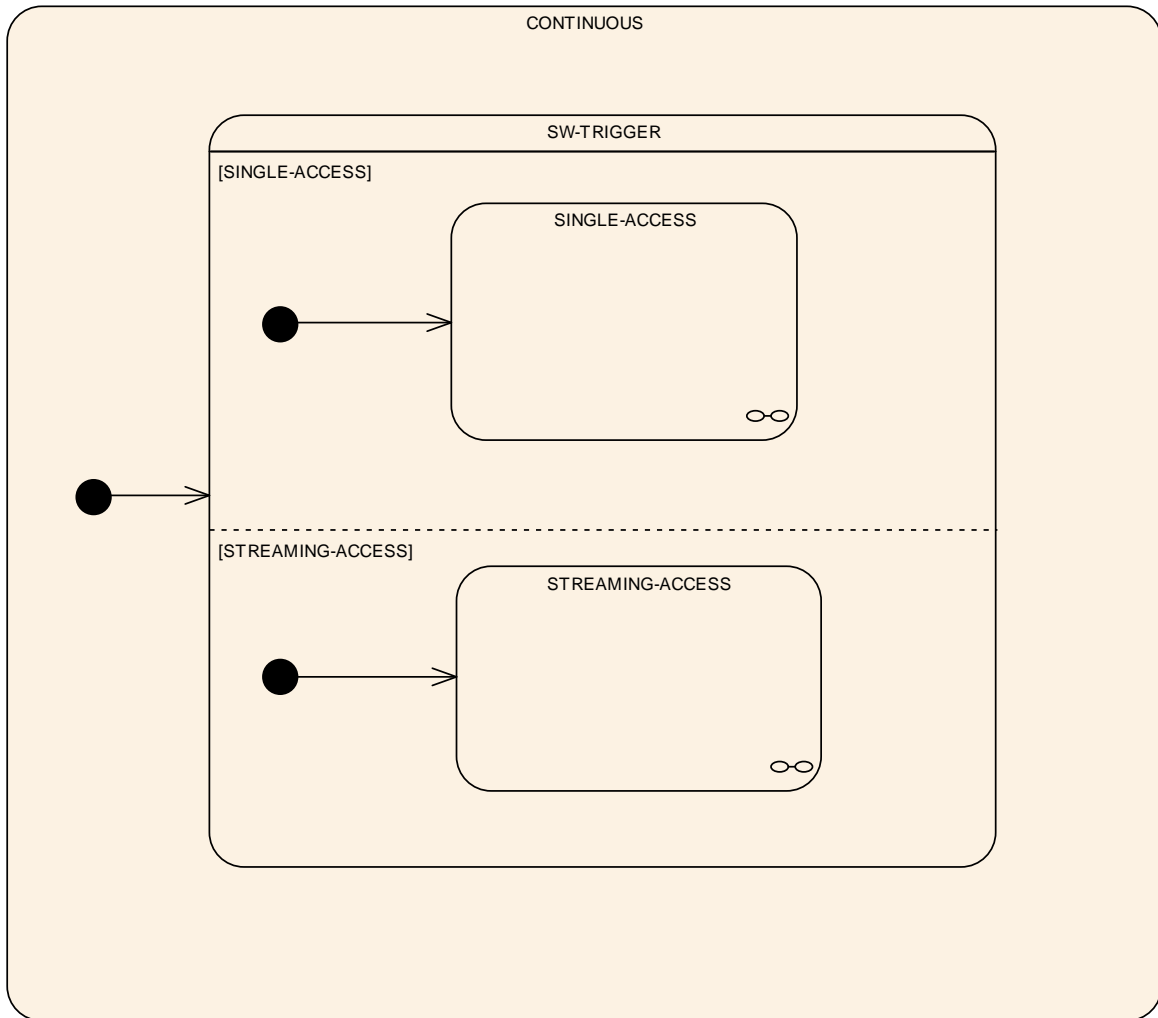 CONTINUOUS
SW-TRIGGER
[SINGLE-ACCESS]
SINGLE-ACCESS
[STREAMING-ACCESS]
STREAMING-ACCESS